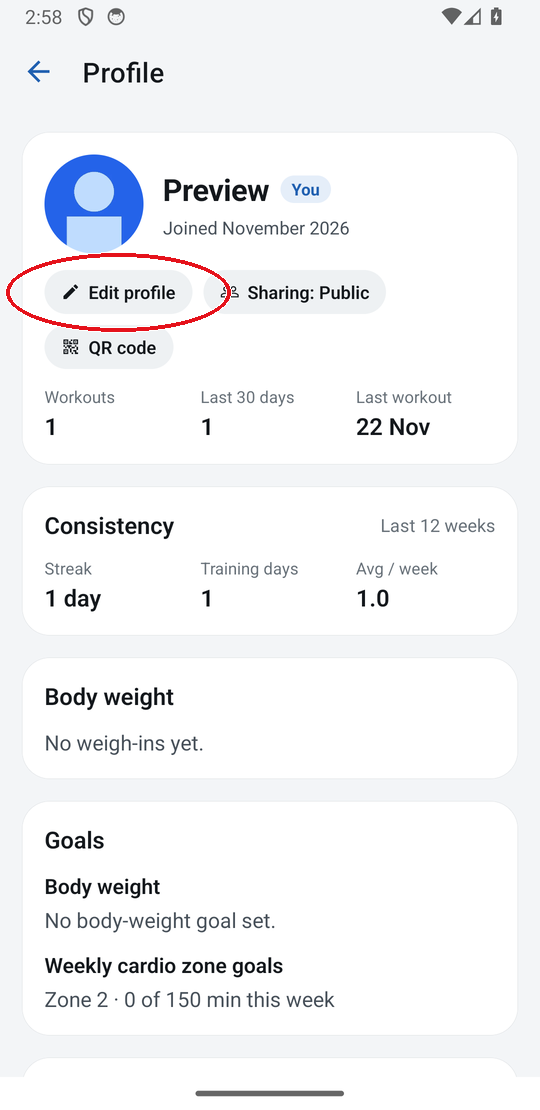 2:58
Profile
Preview You
Joined November 2026
Edit profile Sharing: Public
QR code
Workouts Last 30 days Last workout
1 1 22 Nov
Consistency Last 12 weeks
Streak Training days Avg / week
1 day 1 1.0
Body weight
No weigh-ins yet.
Goals
Body weight
No body-weight goal set.
Weekly cardio zone goals
Zone 2 · 0 of 150 min this week